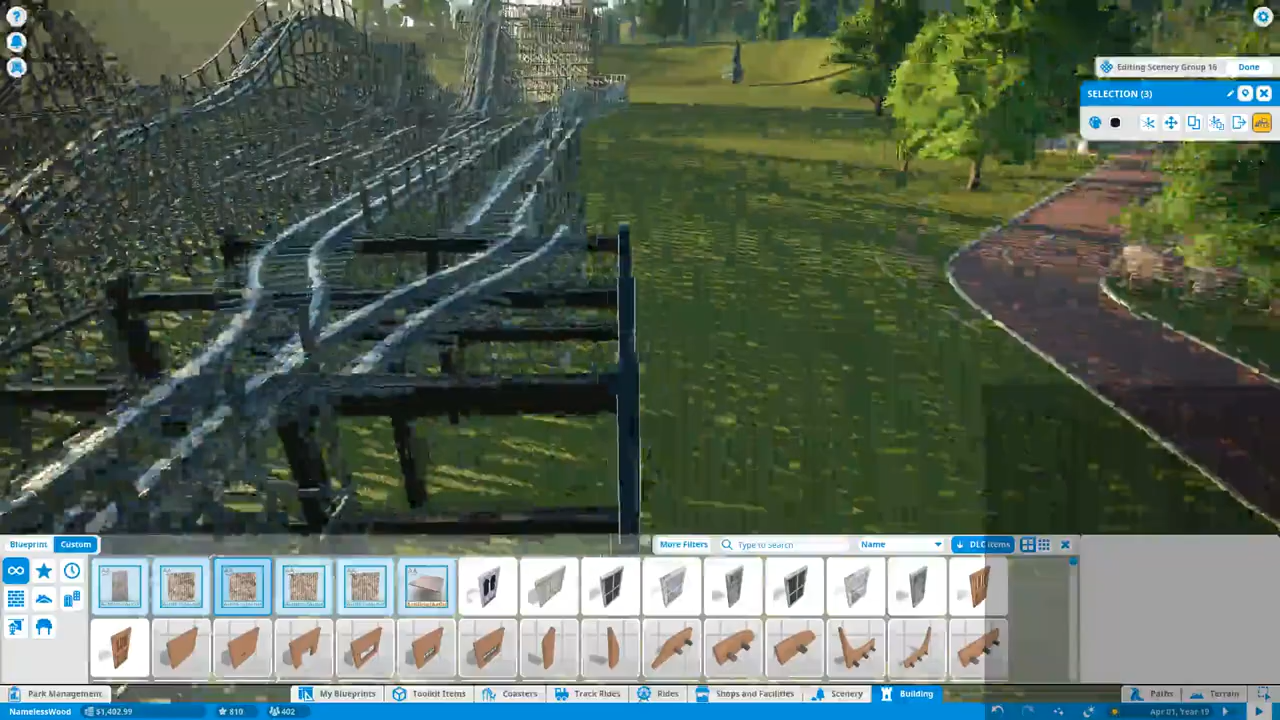 Editing Scenery Group 16 Done
SELECTION (3)
Blueprint Custom More Filters Type to Search Name DLC Items
Park Management My Blueprints Toolkit Items Coasters Track Rides Rides Shops and Facilities Scenery Building Paths Terrain
NamelessWood $1,402.99 810 402 Apr 01, Year 19